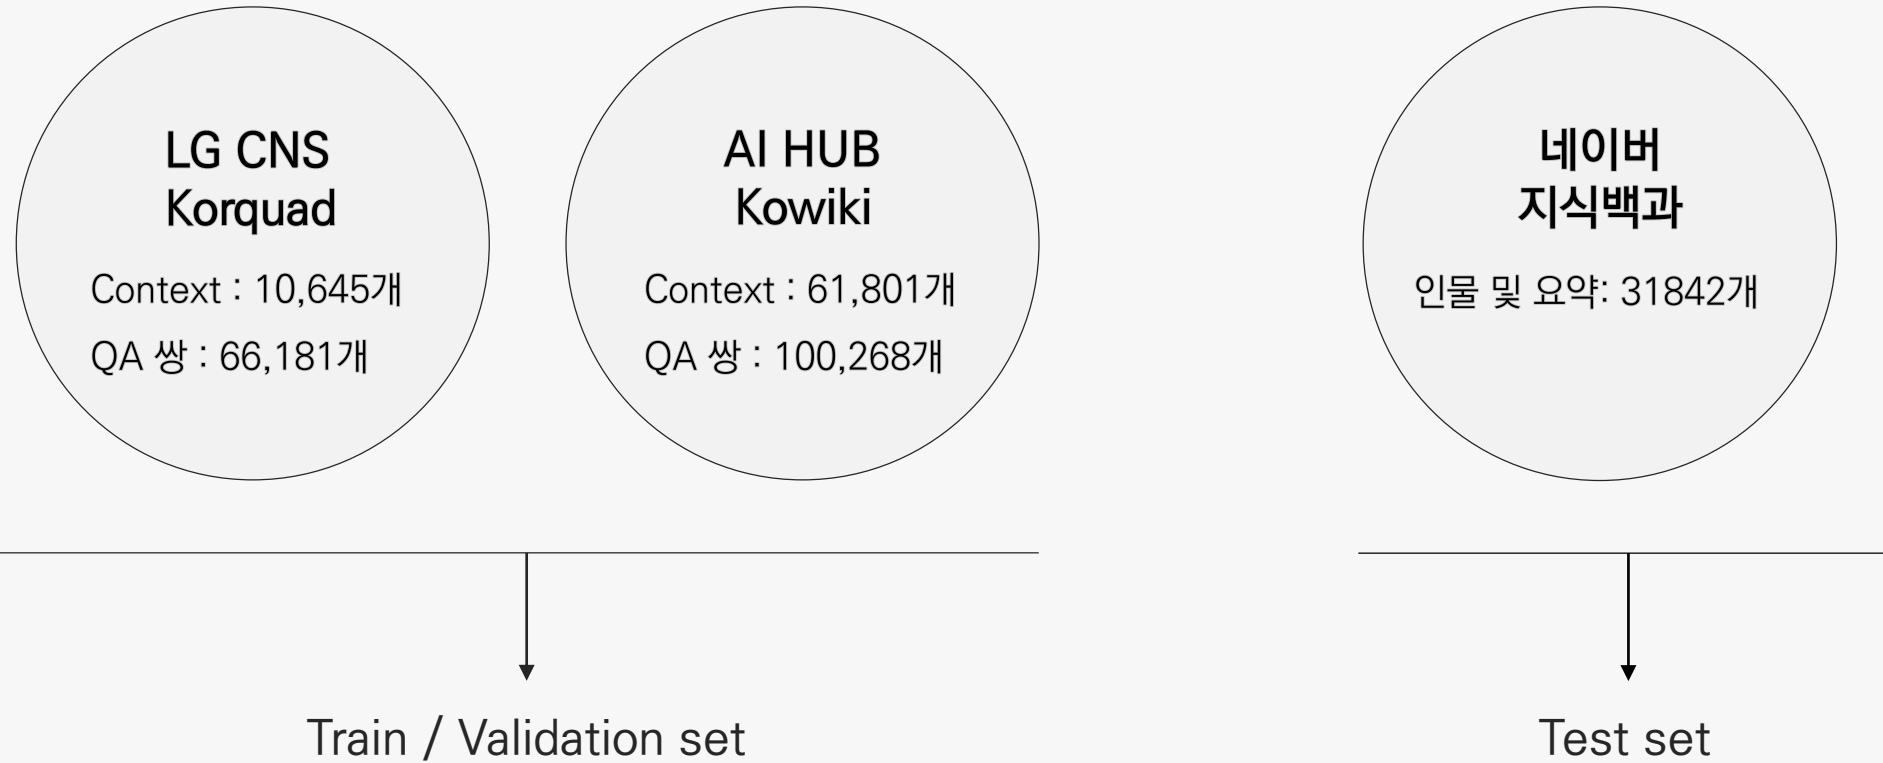 LG CNS
Korquad
Context : 10,645개
QA 쌍 : 66,181개
AI HUB
Kowiki
Context : 61,801개
QA 쌍 : 100,268개
네이버
지식백과
인물 및 요약: 31842개
Train / Validation set
Test set